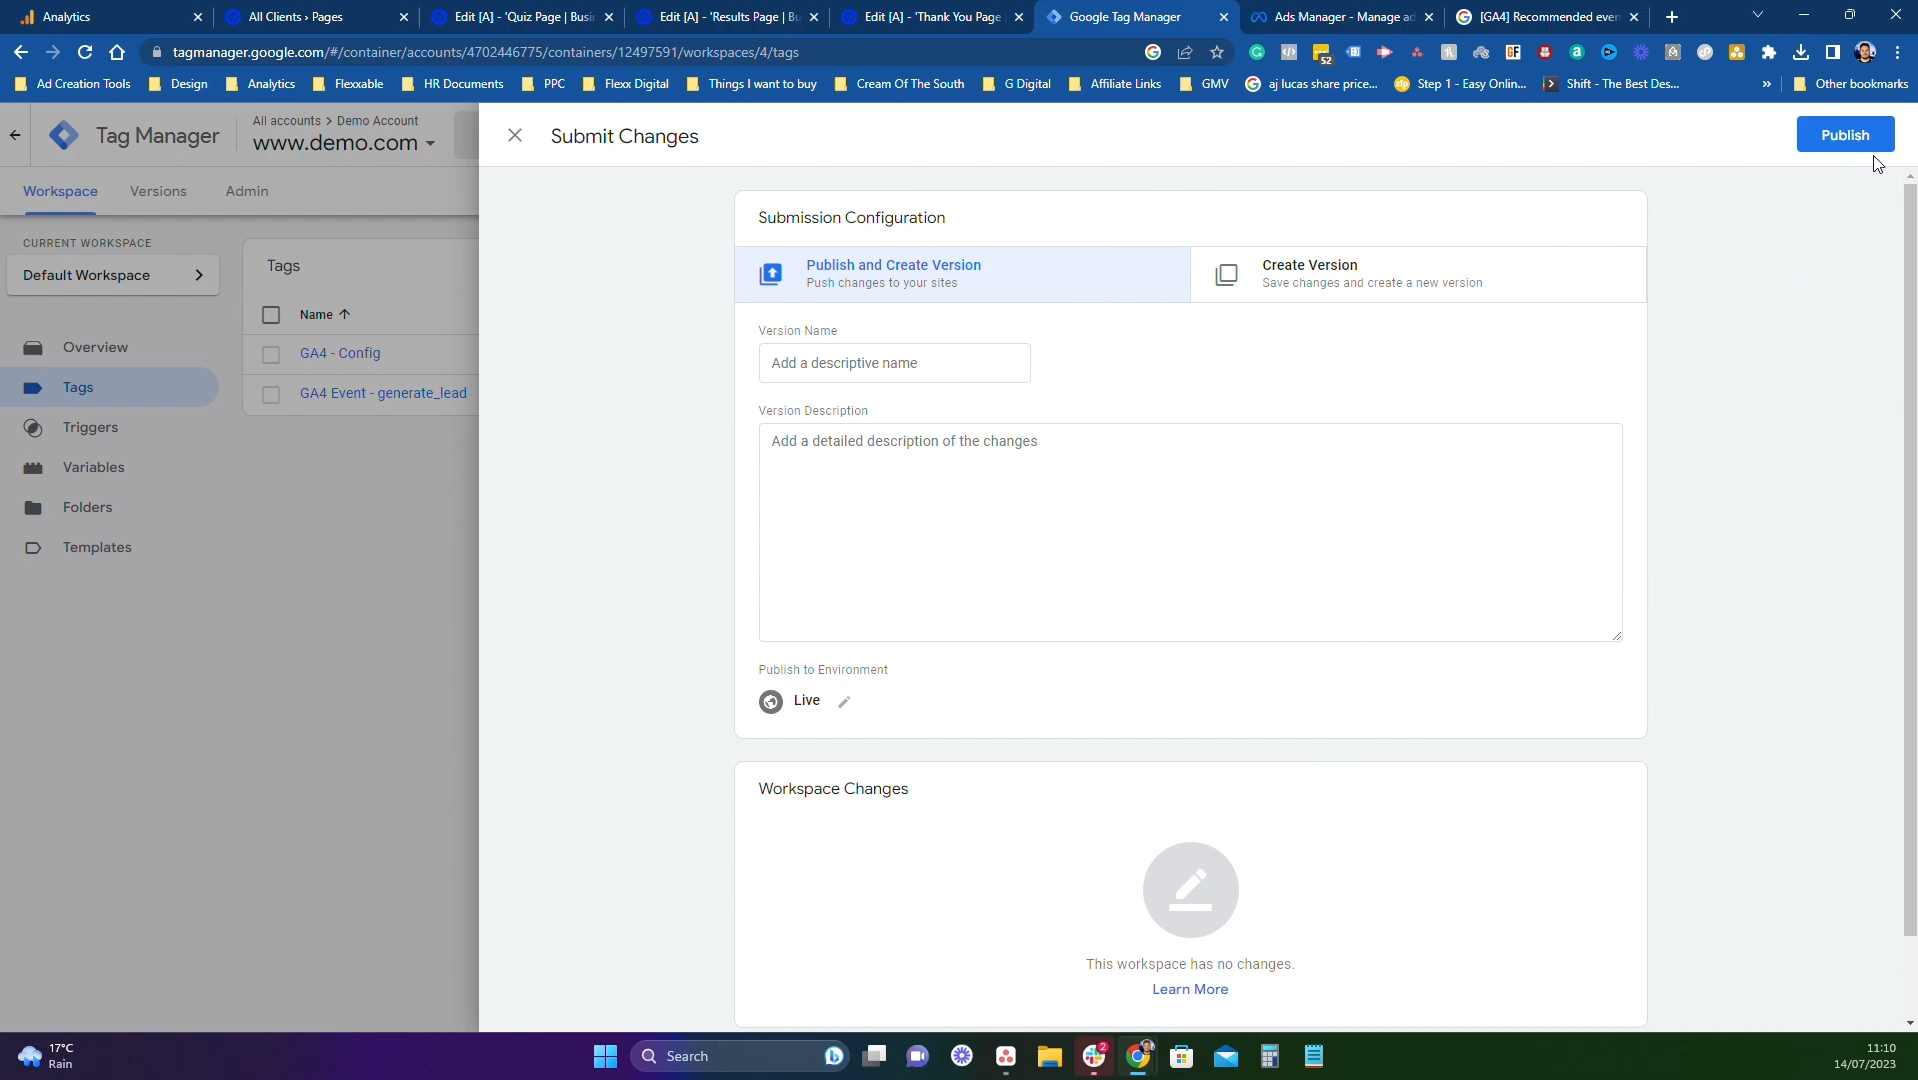 Analytics
All Clients › Pages
Edit [A] - 'Quiz Page | Busi
Edit [A] - 'Results Page | B
Edit [A] - 'Thank You Page
Google Tag Manager
Ads Manager - Manage ad
[GA4] Recommended even
tagmanager.google.com/#/container/accounts/4702446775/containers/12497591/workspaces/4/tags
52
Ad Creation Tools
Design
Analytics
Flexxable
HR Documents
PPC
Flexx Digital
Things I want to buy
Cream Of The South
G Digital
Affiliate Links
GMV
aj lucas share price...
Step 1 - Easy Onlin...
Shift - The Best Des...
»
Other bookmarks
Tag Manager
All accounts > Demo Account
www.demo.com
Submit Changes
Publish
Workspace
Versions
Admin
CURRENT WORKSPACE
Default Workspace
Overview
Tags
Triggers
Variables
Folders
Templates
Tags
Name
GA4 - Config
GA4 Event - generate_lead
Submission Configuration
Publish and Create Version
Push changes to your sites
Create Version
Save changes and create a new version
Version Name
Add a descriptive name
Version Description
Add a detailed description of the changes
Publish to Environment
Live
Workspace Changes
This workspace has no changes.
Learn More
17°C
Rain
Search
2
11:10
14/07/2023